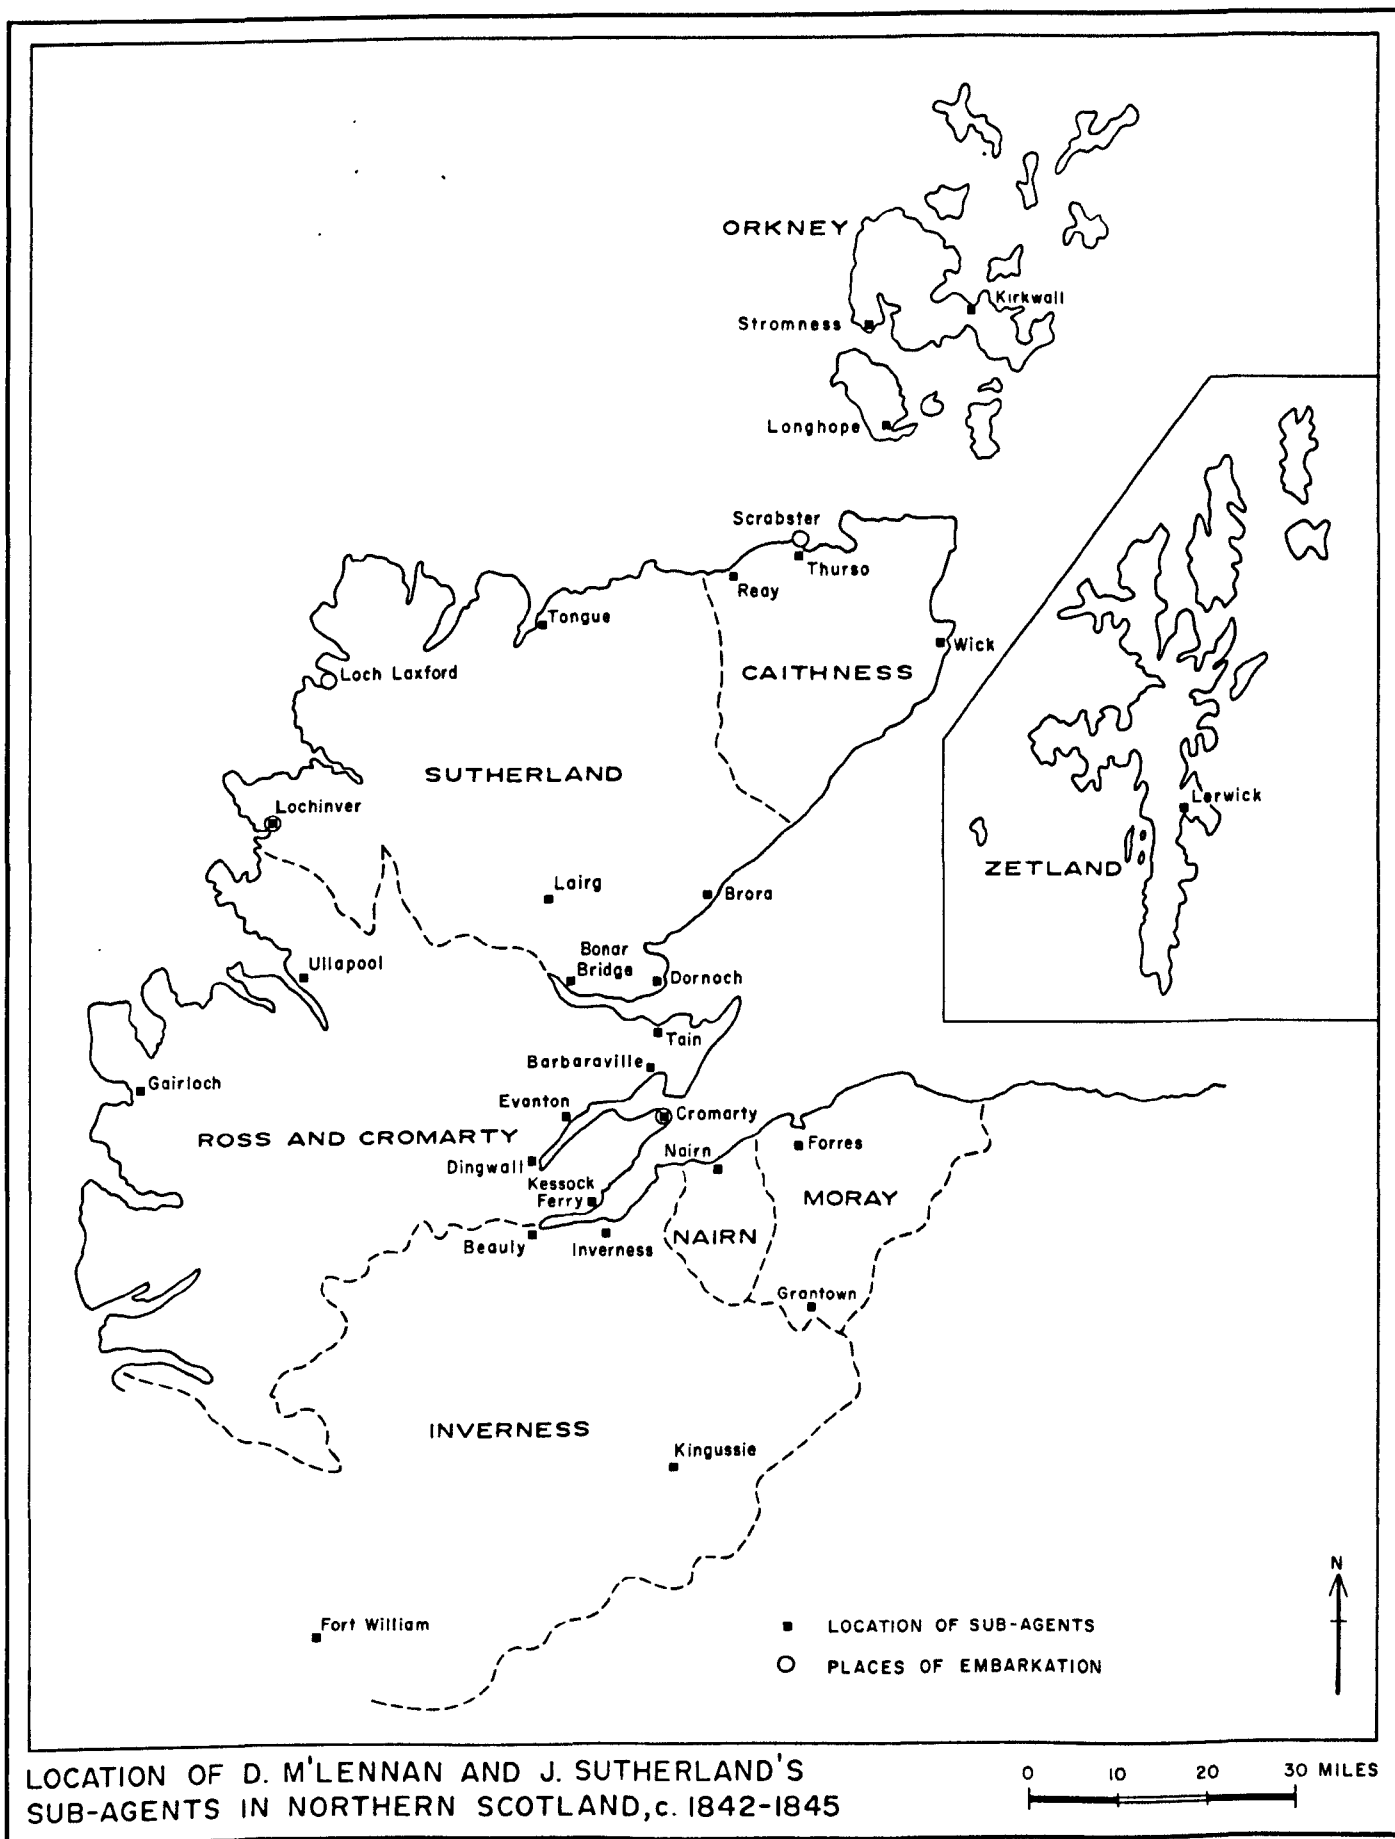 ORKNEY
Kirkwall
Stromness
Longhope
Scrabster
Thurso
Reay
Tongue
Wick
Loch Laxford
CAITHNESS
SUTHERLAND
Lochinver
Lerwick
ZETLAND
Lairg
Brora
Bonar
Bridge
Dornoch
Ullapool
Tain
Barbaraville
Gairloch
Evanton
Cromarty
ROSS AND CROMARTY
Forres
Nairn
Dingwall
Kessock
Ferry
MORAY
NAIRN
Beauly
Inverness
Grantown
INVERNESS
Kingussie
N
Fort William
LOCATION OF SUB-AGENTS
PLACES OF EMBARKATION
LOCATION OF D. M'LENNAN AND J. SUTHERLAND'S
SUB-AGENTS IN NORTHERN SCOTLAND, c. 1842-1845
0 10 20 30 MILES